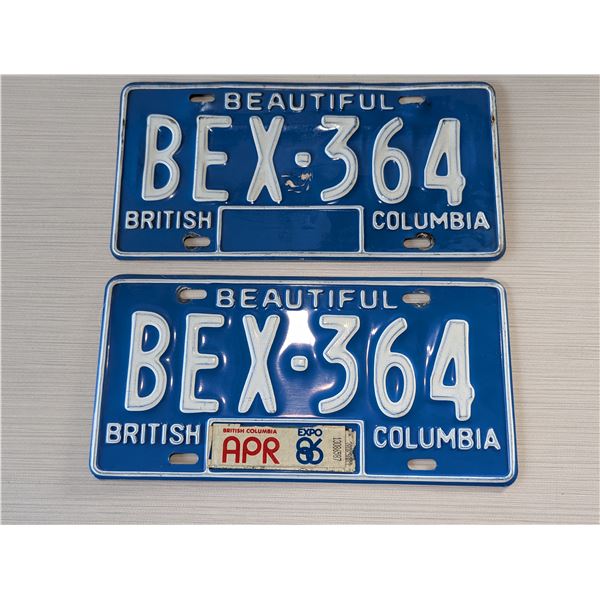 BEAUTIFUL
BEX·364
BRITISH COLUMBIA
BEAUTIFUL
BEX·364
BRITISH COLUMBIA
BRITISH COLUMBIA EXPO
APR 86